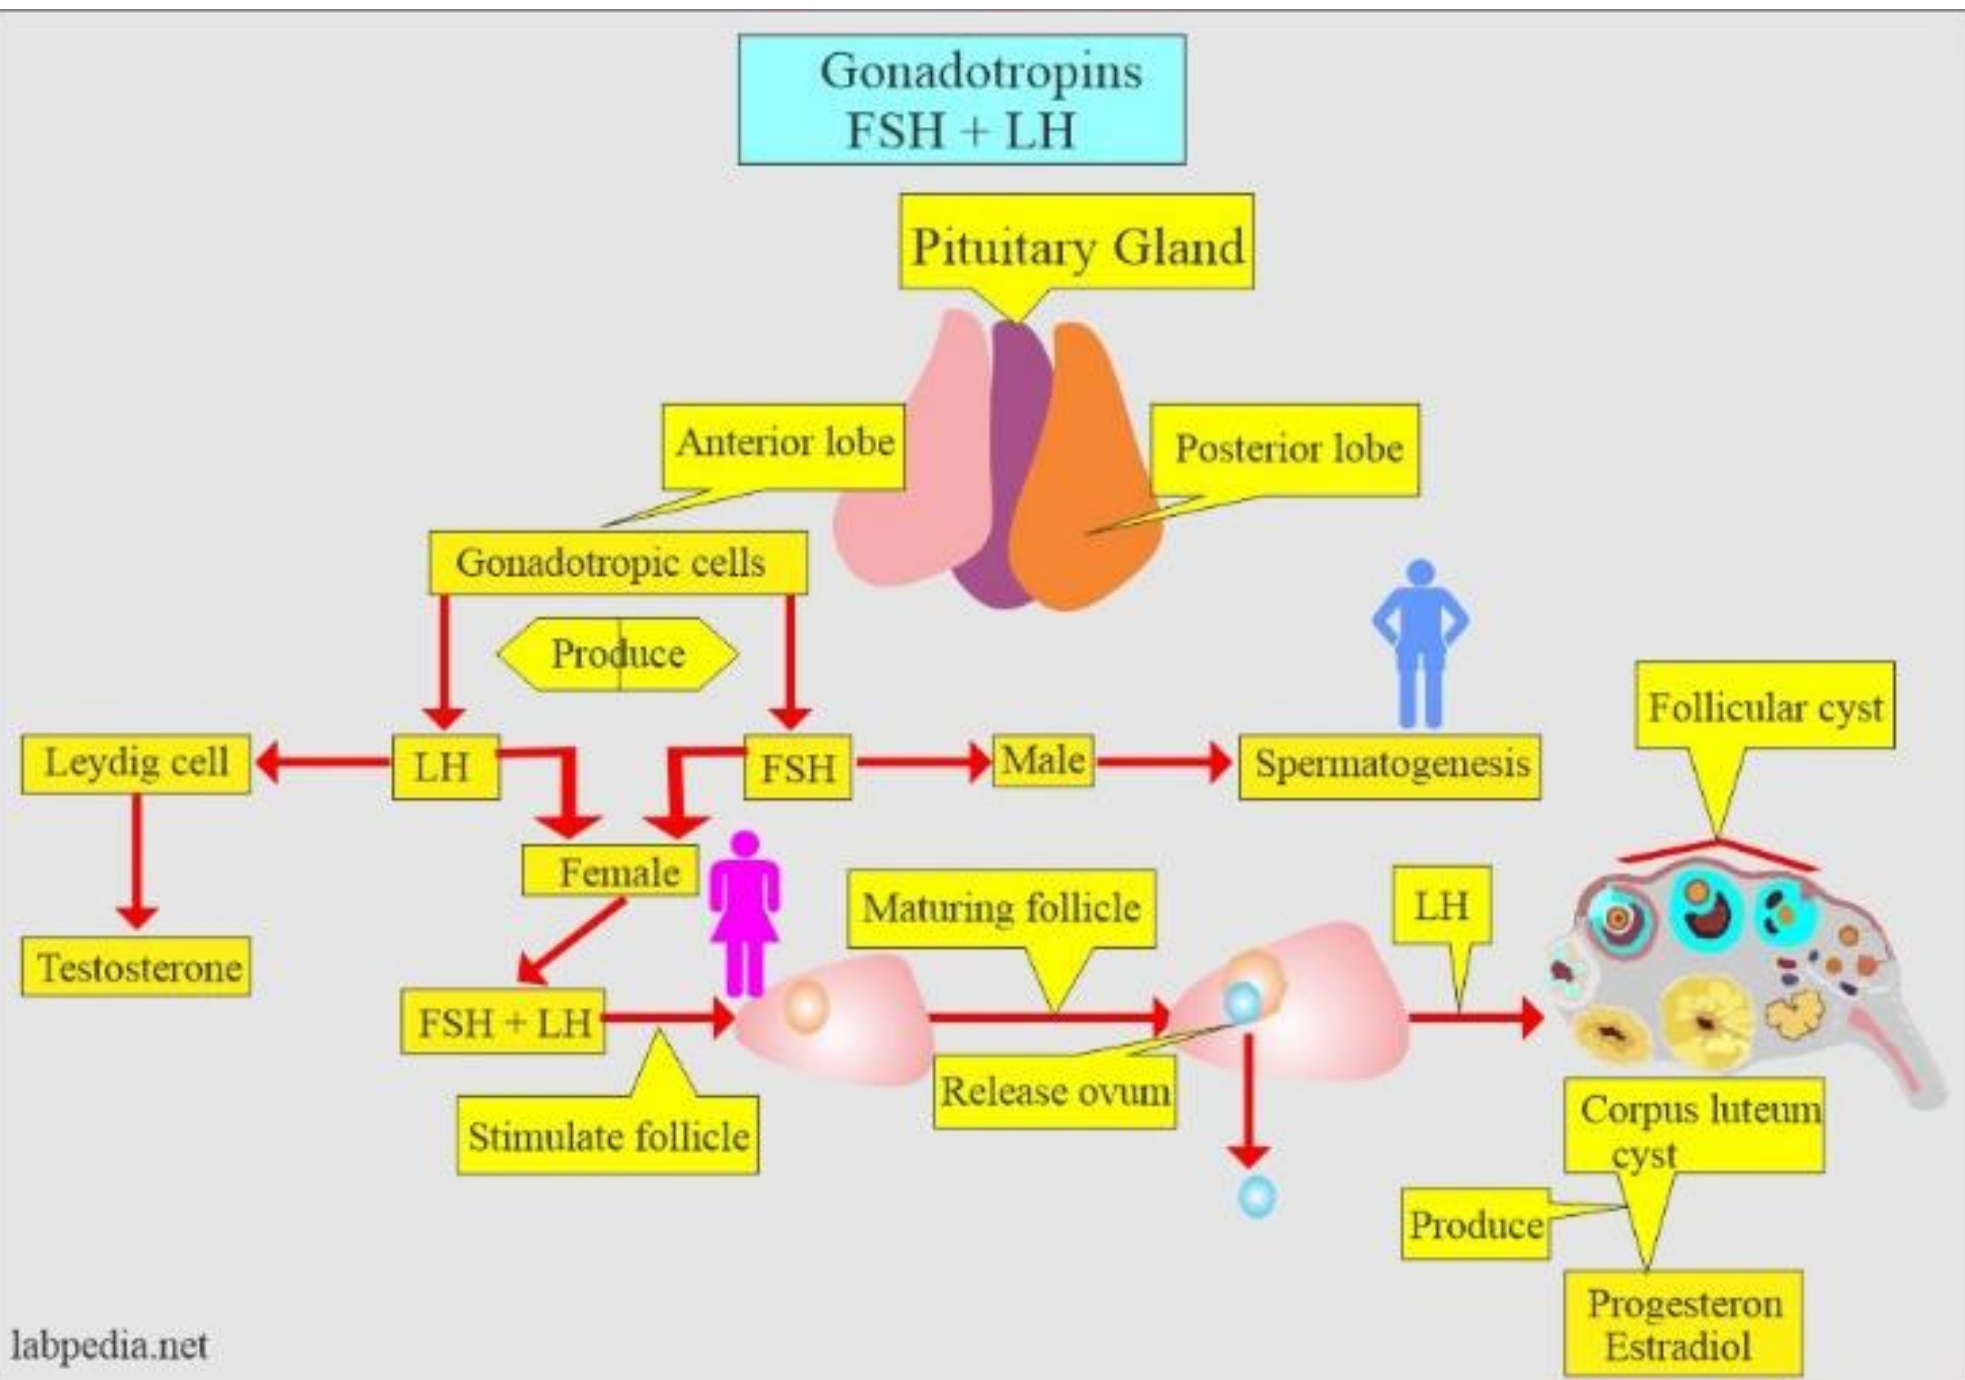 Gonadotropins
FSH + LH
Pituitary Gland
Anterior lobe
Posterior lobe
Gonadotropic cells
Produce
Follicular cyst
Leydig cell
LH
FSH
Male
Spermatogenesis
Female
Maturing follicle
LH
Testosterone
FSH + LH
Release ovum
Stimulate follicle
Corpus luteum
cyst
Produce
Progesteron
Estradiol
labpedia.net